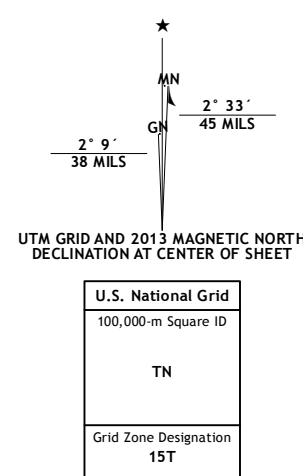 ★
MN
GN
2° 33´
45 MILS
2° 9´
38 MILS
UTM GRID AND 2013 MAGNETIC NORTH
DECLINATION AT CENTER OF SHEET
U.S. National Grid
100,000-m Square ID
TN
Grid Zone Designation
15T